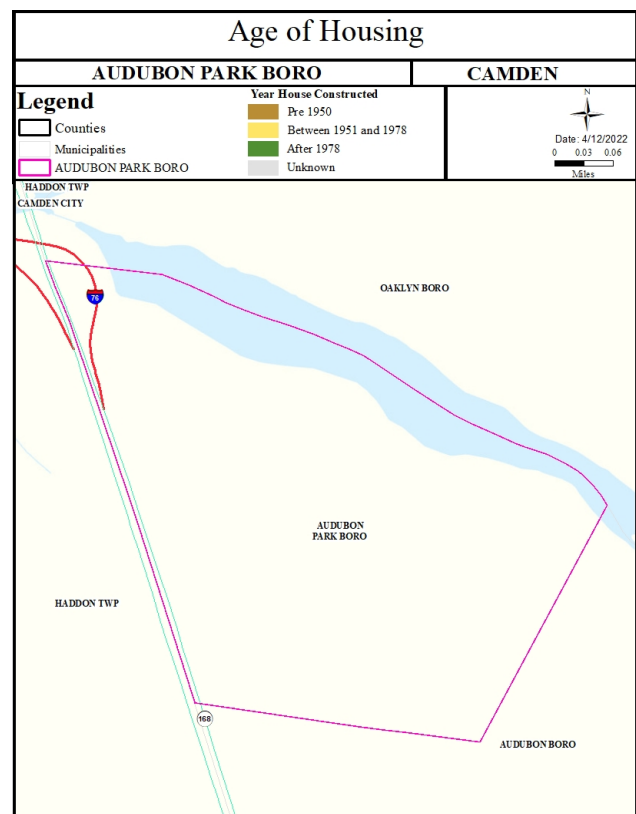 Age of Housing
AUDUBON PARK BORO
CAMDEN
Legend
Counties
Municipalities
AUDUBON PARK BORO
Year House Constructed
Pre 1950
Between 1951 and 1978
After 1978
Unknown
N
Date: 4/12/2022
0 0.03 0.06
Miles
HADDON TWP
CAMDEN CITY
76
OAKLYN BORO
AUDUBON
PARK BORO
HADDON TWP
168
AUDUBON BORO